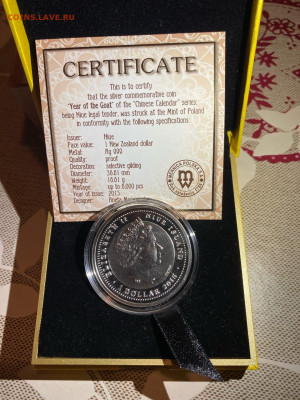 COINS.LAVE.RU
CERTIFICATE
This is to certify
that the silver commemorative coin
"Year of the Goat" of the "Chinese Calendar" series,
being Niue legal tender, was struck at the Mint of Poland
in conformity with the following specifications:
Issuer: Niue
Face value: 1 New Zealand dollar
Metal: Ag 999
Quality: proof
Decoration: selective gilding
Diameter: 38.61 mm
Weight:
Mintage: up to 8.000 pcs
Year of issue: 2015
Designer:
MENNICA POLSKA
ELIZABETH II NIUE ISLAND
1 DOLLAR 2015